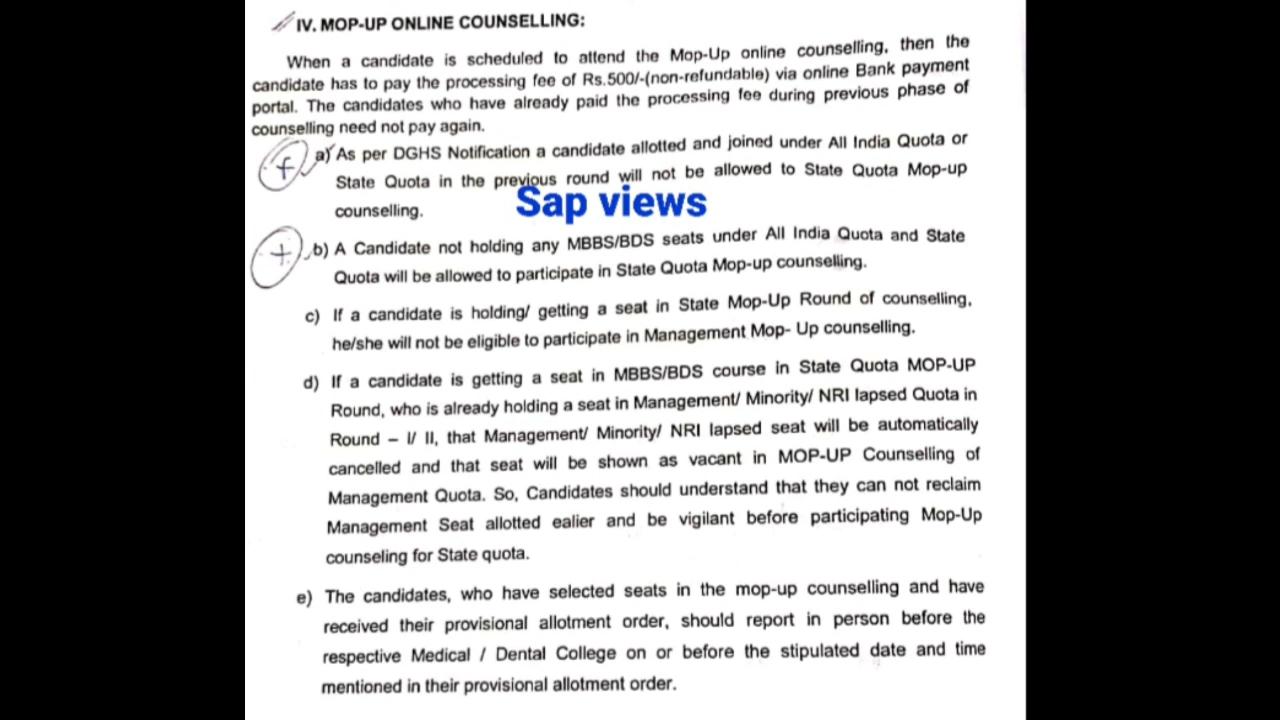 IV. MOP-UP ONLINE COUNSELLING:
When a candidate is scheduled to attend the Mop-Up online counselling, then the
candidate has to pay the processing fee of Rs.500/-(non-refundable) via online Bank payment
portal. The candidates who have already paid the processing fee during previous phase of
counselling need not pay again.
f a) As per DGHS Notification a candidate allotted and joined under All India Quota or
State Quota in the previous round will not be allowed to State Quota Mop-up
counselling.
Sap views
+ b) A Candidate not holding any MBBS/BDS seats under All India Quota and State
Quota will be allowed to participate in State Quota Mop-up counselling.
c) If a candidate is holding/ getting a seat in State Mop-Up Round of counselling,
he/she will not be eligible to participate in Management Mop- Up counselling.
d) If a candidate is getting a seat in MBBS/BDS course in State Quota MOP-UP
Round, who is already holding a seat in Management/ Minority/ NRI lapsed Quota in
Round – I/ II, that Management/ Minority/ NRI lapsed seat will be automatically
cancelled and that seat will be shown as vacant in MOP-UP Counselling of
Management Quota. So, Candidates should understand that they can not reclaim
Management Seat allotted ealier and be vigilant before participating Mop-Up
counseling for State quota.
e) The candidates, who have selected seats in the mop-up counselling and have
received their provisional allotment order, should report in person before the
respective Medical / Dental College on or before the stipulated date and time
mentioned in their provisional allotment order.